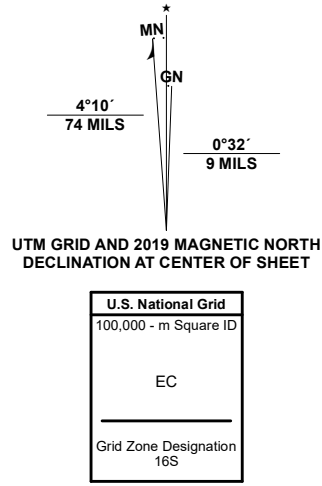 MN
GN
4°10´
74 MILS
0°32´
9 MILS
UTM GRID AND 2019 MAGNETIC NORTH
DECLINATION AT CENTER OF SHEET
U.S. National Grid
100,000 - m Square ID
EC
Grid Zone Designation
16S